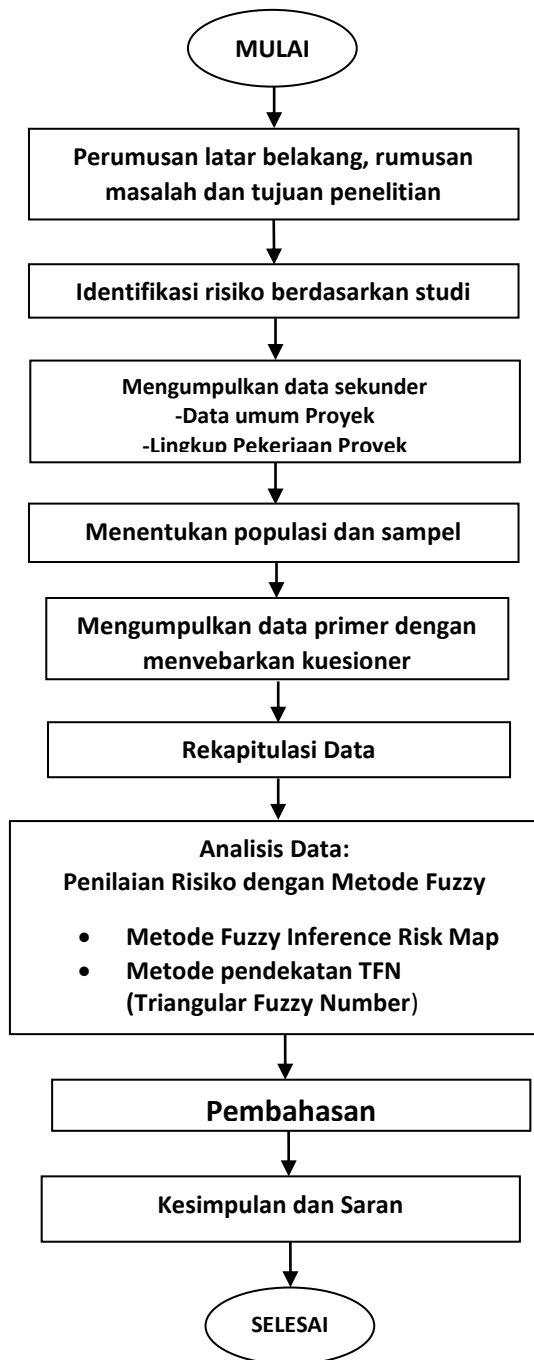 MULAI
Perumusan latar belakang, rumusan
masalah dan tujuan penelitian
Identifikasi risiko berdasarkan studi
Mengumpulkan data sekunder
-Data umum Proyek
-Lingkup Pekerjaan Proyek
Menentukan populasi dan sampel
Mengumpulkan data primer dengan
menyebarkan kuesioner
Rekapitulasi Data
Analisis Data:
Penilaian Risiko dengan Metode Fuzzy
• Metode Fuzzy Inference Risk Map
• Metode pendekatan TFN
(Triangular Fuzzy Number)
Pembahasan
Kesimpulan dan Saran
SELESAI